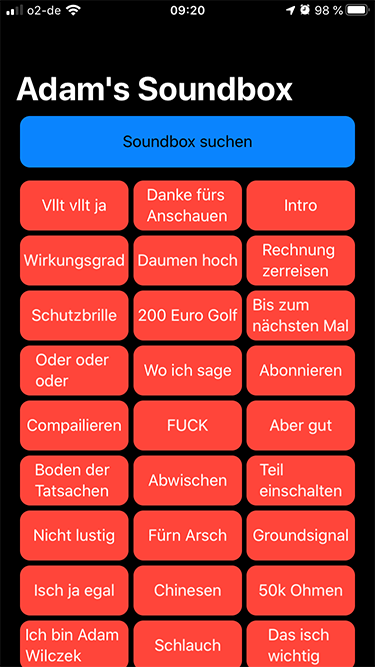 o2-de 09:20 98 %
Adam's Soundbox
Soundbox suchen
Vllt vllt ja
Danke fürs
Anschauen
Intro
Wirkungsgrad
Daumen hoch
Rechnung
zerreisen
Schutzbrille
200 Euro Golf
Bis zum
nächsten Mal
Oder oder
oder
Wo ich sage
Abonnieren
Compailieren
FUCK
Aber gut
Boden der
Tatsachen
Abwischen
Teil
einschalten
Nicht lustig
Fürn Arsch
Groundsignal
Isch ja egal
Chinesen
50k Ohmen
Ich bin Adam
Wilczek
Schlauch
Das isch
wichtig